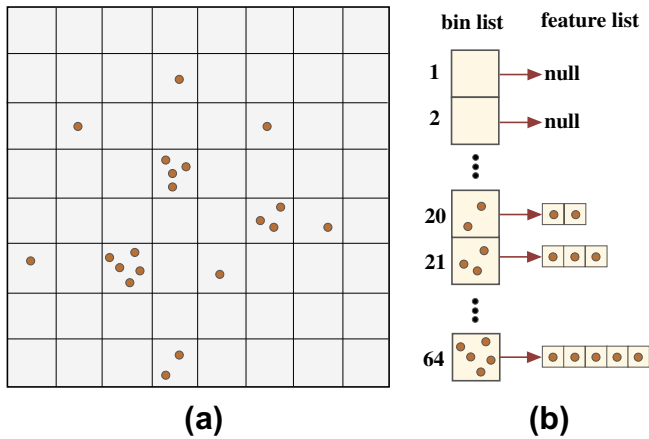 bin list feature list
1 null
2 null
20
21
64
(a) (b)